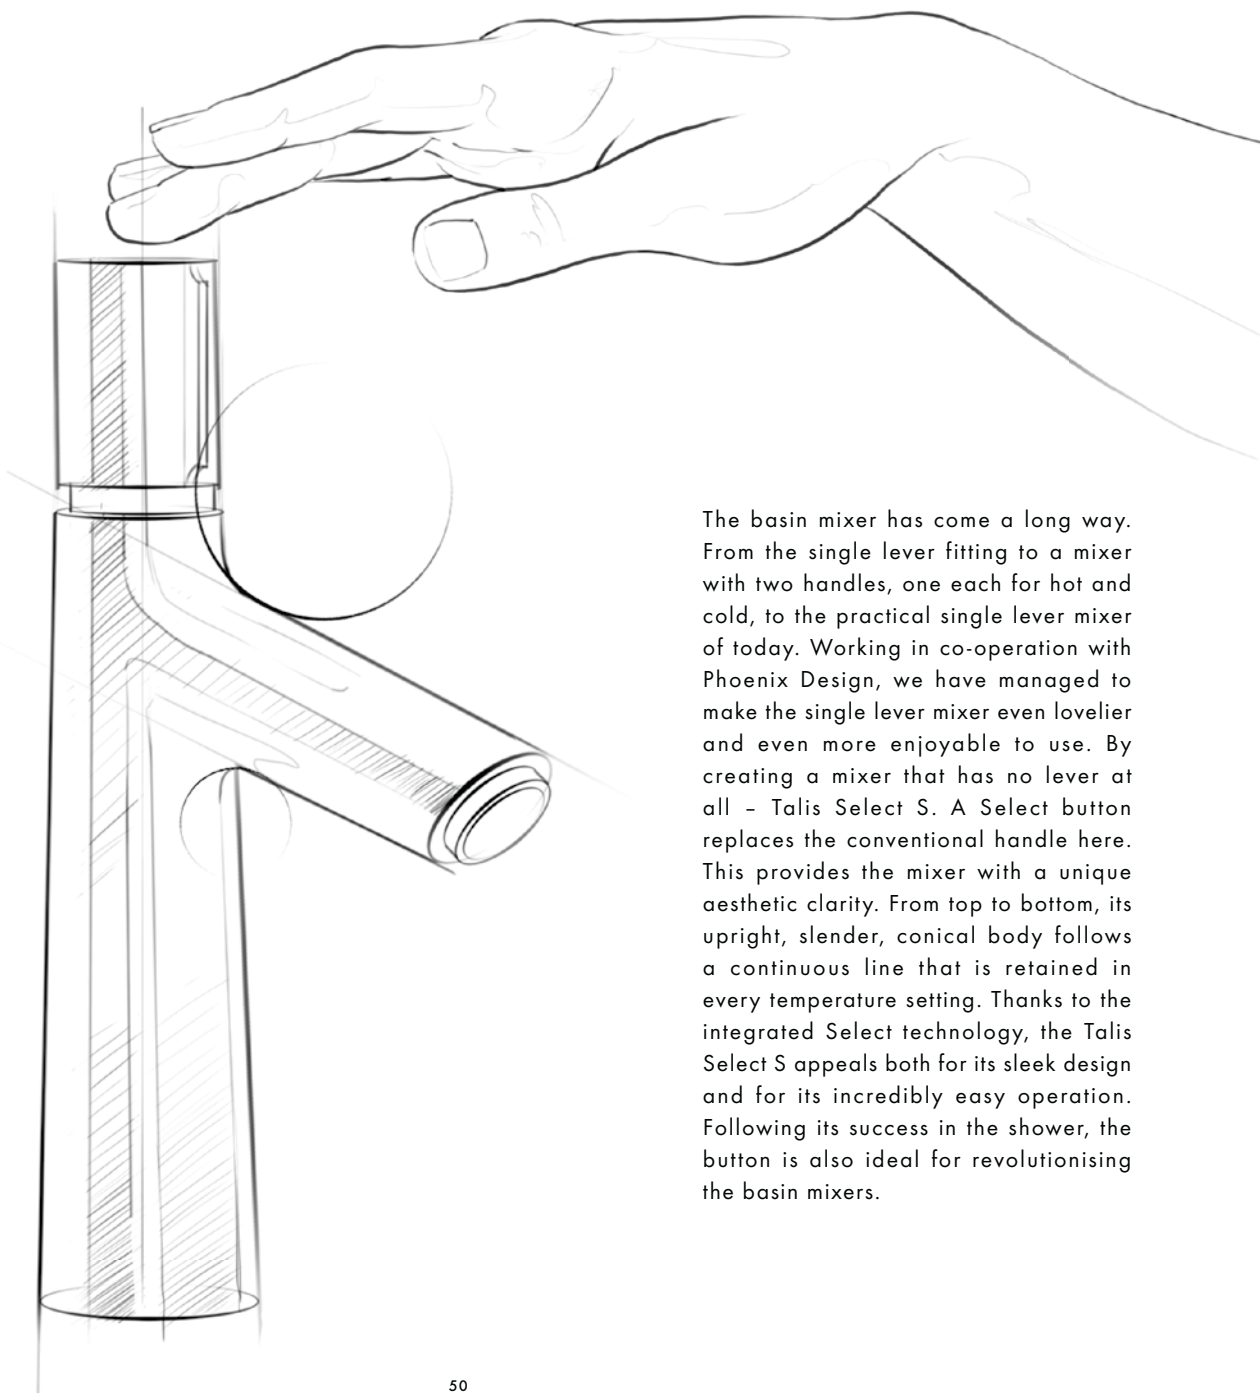 The basin mixer has come a long way.
From the single lever fitting to a mixer
with two handles, one each for hot and
cold, to the practical single lever mixer
of today. Working in co-operation with
Phoenix Design, we have managed to
make the single lever mixer even lovelier
and even more enjoyable to use. By
creating a mixer that has no lever at
all – Talis Select S. A Select button
replaces the conventional handle here.
This provides the mixer with a unique
aesthetic clarity. From top to bottom, its
upright, slender, conical body follows
a continuous line that is retained in
every temperature setting. Thanks to the
integrated Select technology, the Talis
Select S appeals both for its sleek design
and for its incredibly easy operation.
Following its success in the shower, the
button is also ideal for revolutionising
the basin mixers.
50